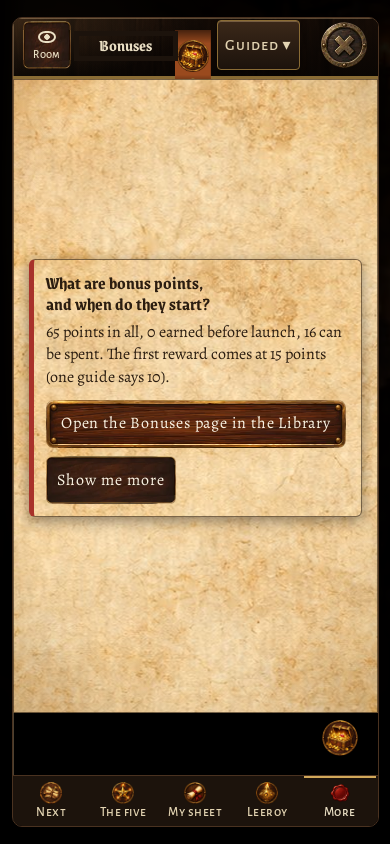 Room
Bonuses
Guided ▼
What are bonus points,
and when do they start?
65 points in all, 0 earned before launch, 16 can
be spent. The first reward comes at 15 points
(one guide says 10).
Open the Bonuses page in the Library
Show me more
Next
The five
My sheet
Leeroy
More